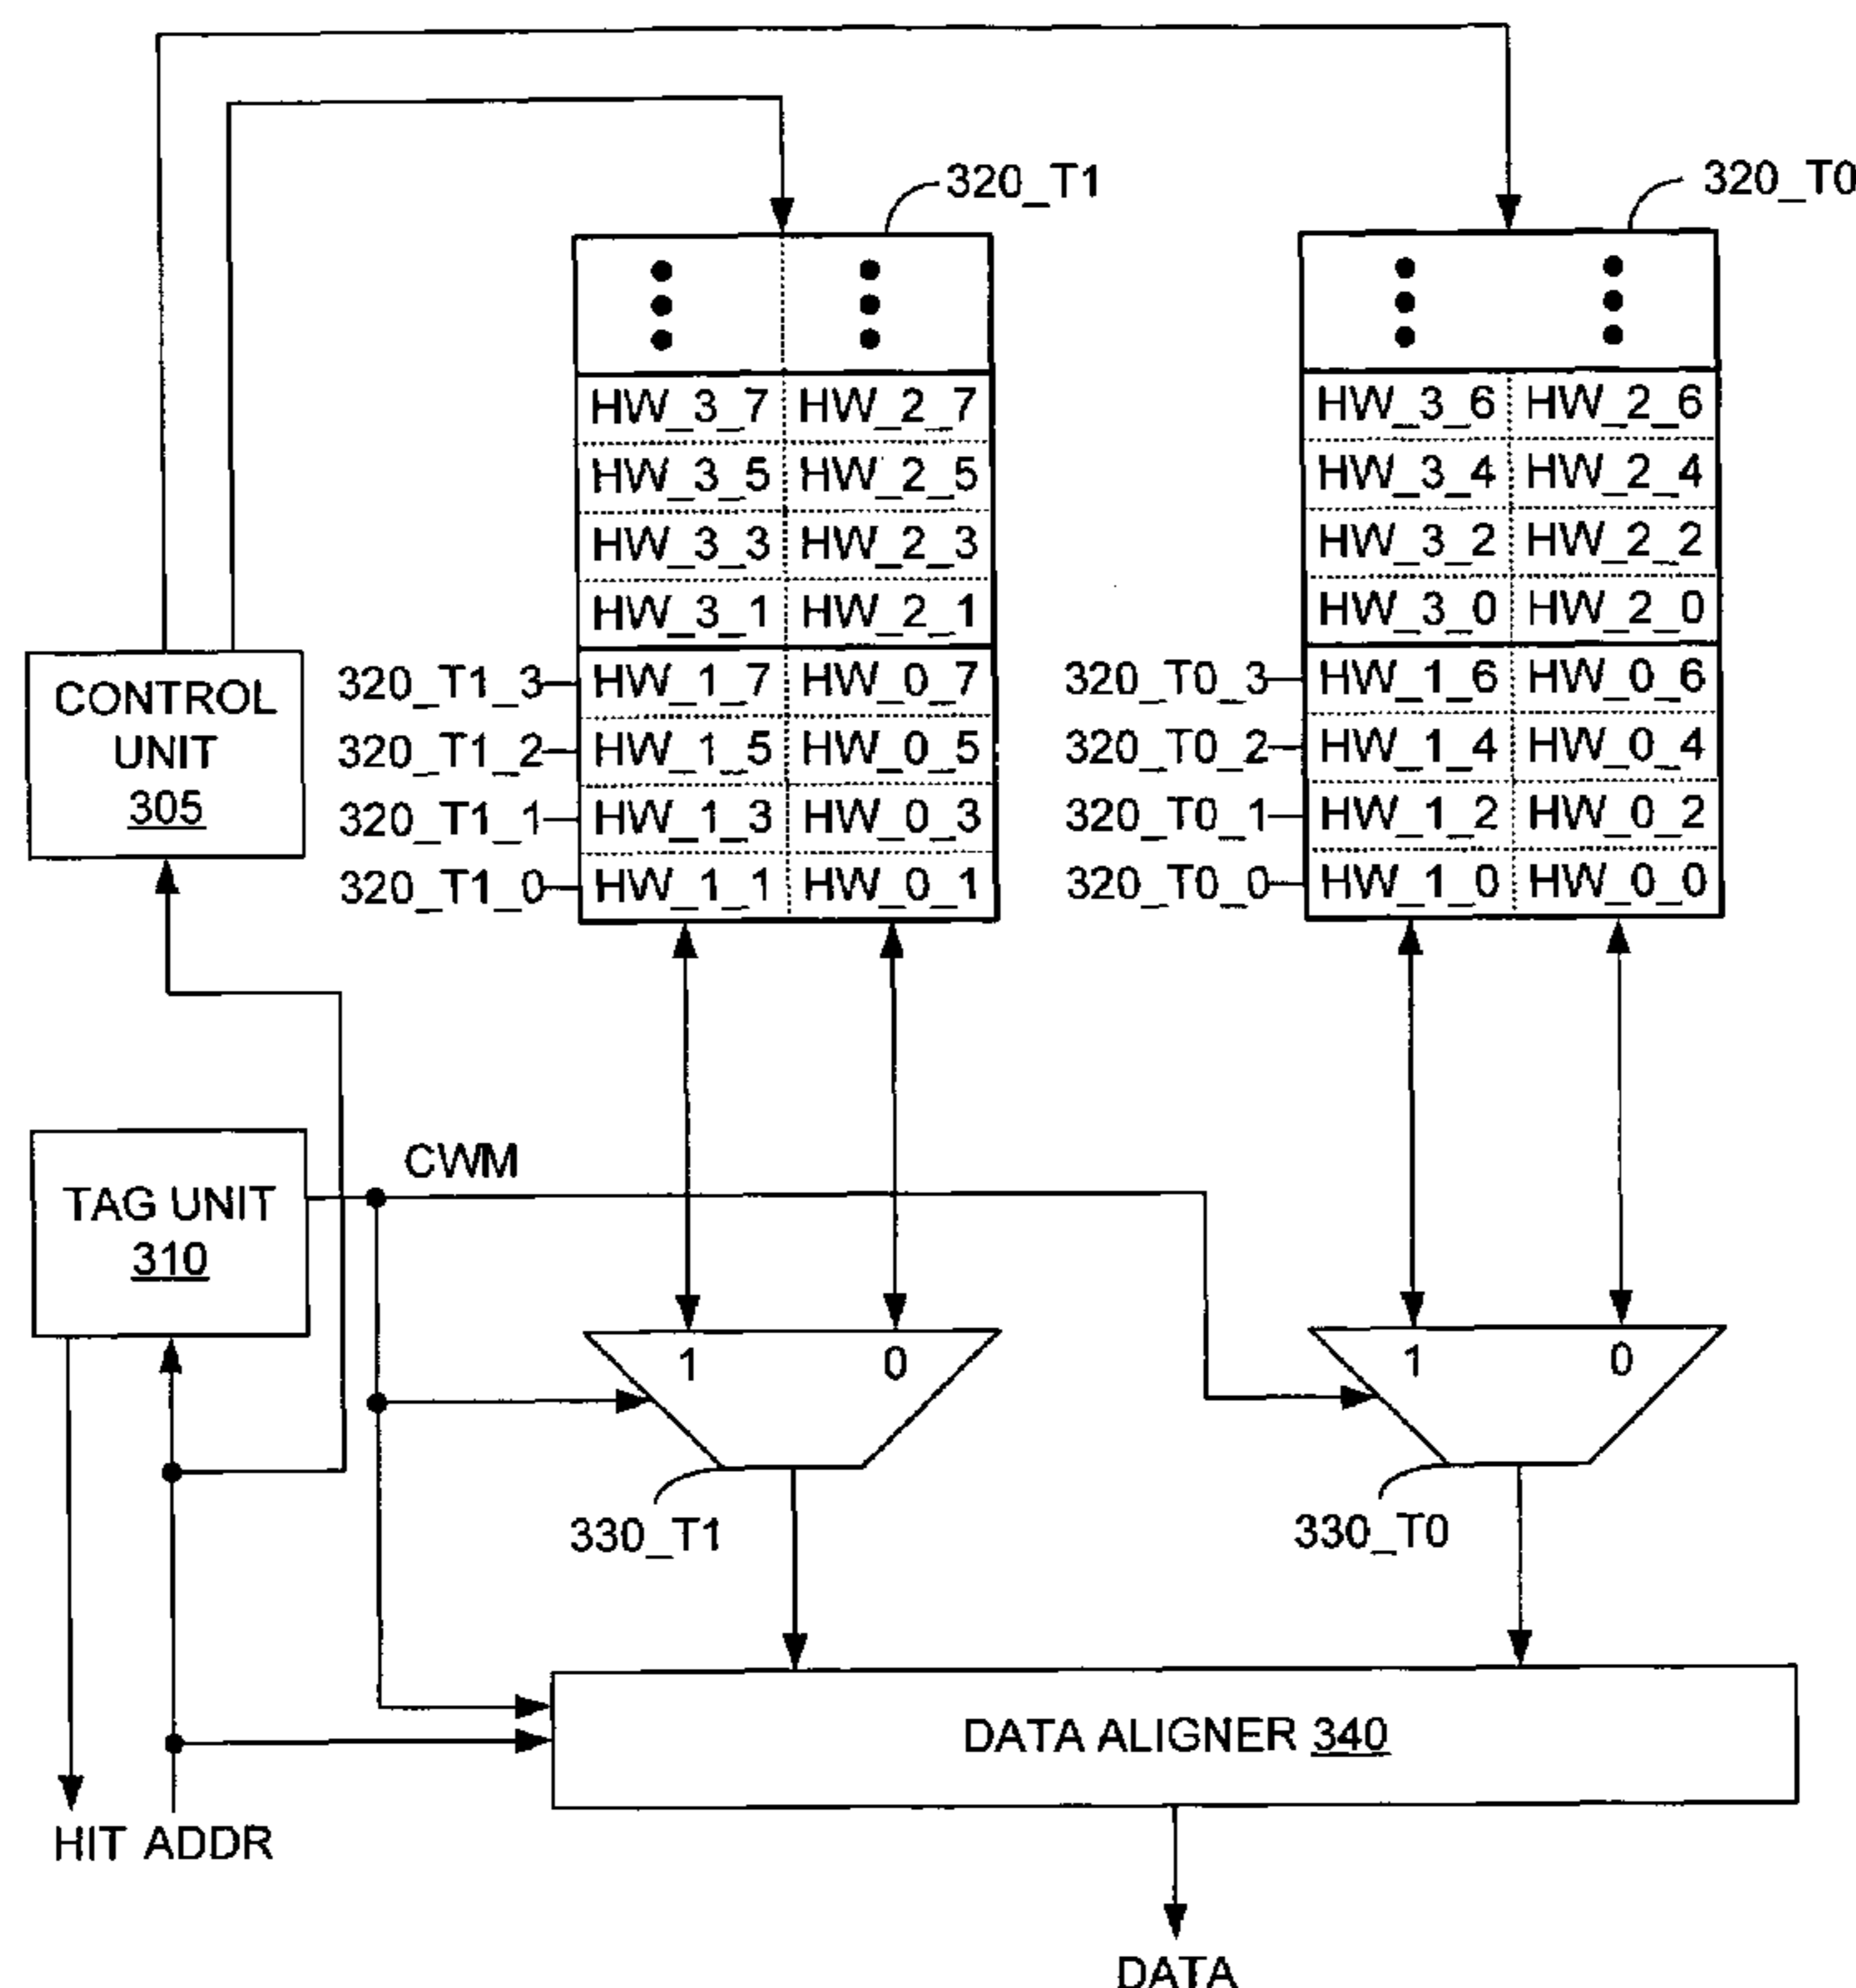 320_T1
320_T0
HW_3_7 HW_2_7
HW_3_5 HW_2_5
HW_3_3 HW_2_3
HW_3_1 HW_2_1
320_T1_3 HW_1_7 HW_0_7
320_T1_2 HW_1_5 HW_0_5
320_T1_1 HW_1_3 HW_0_3
320_T1_0 HW_1_1 HW_0_1
HW_3_6 HW_2_6
HW_3_4 HW_2_4
HW_3_2 HW_2_2
HW_3_0 HW_2_0
320_T0_3 HW_1_6 HW_0_6
320_T0_2 HW_1_4 HW_0_4
320_T0_1 HW_1_2 HW_0_2
320_T0_0 HW_1_0 HW_0_0
CONTROL
UNIT
305
TAG UNIT
310
CWM
1 0
1 0
330_T1
330_T0
DATA ALIGNER 340
HIT ADDR
DATA